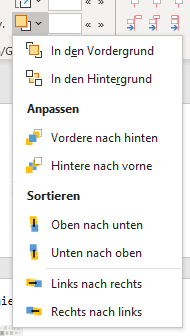 « »
« »
In den Vordergrund
In den Hintergrund
Anpassen
Vordere nach hinten
Hintere nach vorne
Sortieren
Oben nach unten
Unten nach oben
Links nach rechts
Rechts nach links